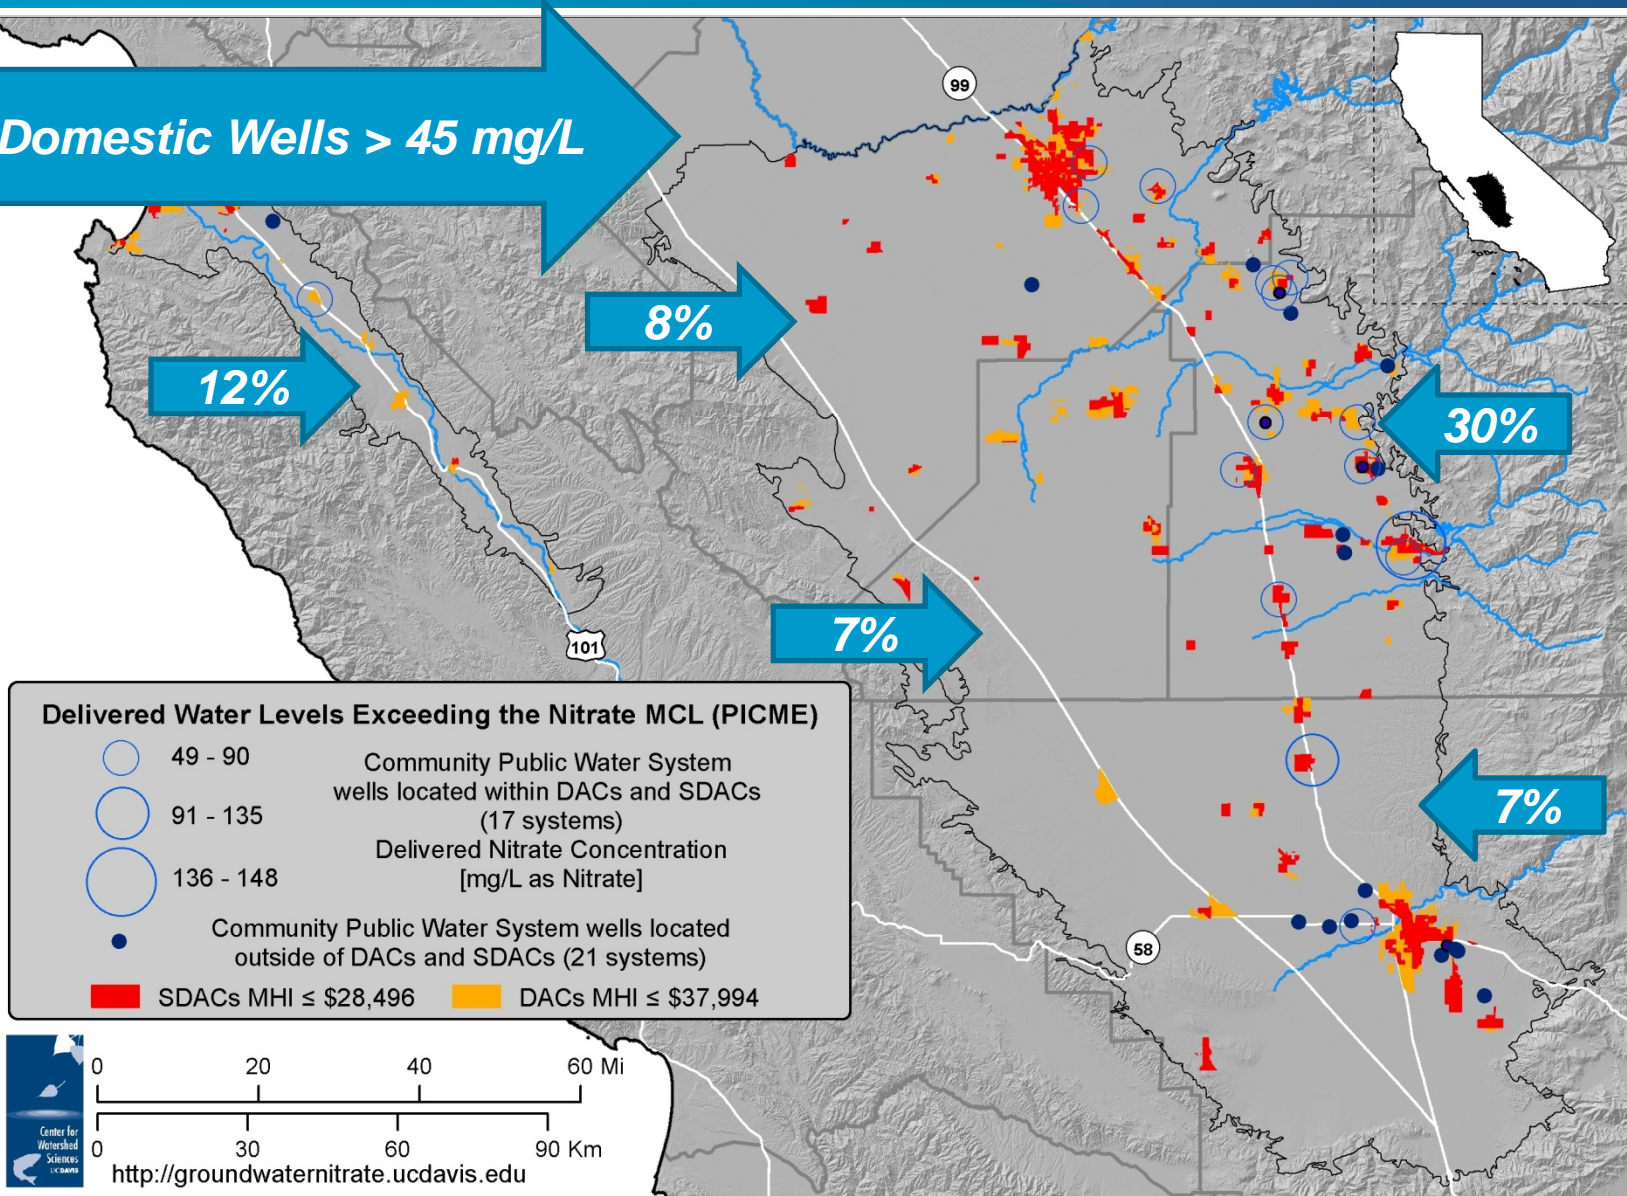 Domestic Wells > 45 mg/L
99
8%
12%
30%
7%
101
7%
58
Delivered Water Levels Exceeding the Nitrate MCL (PICME)
49 - 90
91 - 135
136 - 148
Community Public Water System
wells located within DACs and SDACs
(17 systems)
Delivered Nitrate Concentration
[mg/L as Nitrate]
Community Public Water System wells located
outside of DACs and SDACs (21 systems)
SDACs MHI ≤ $28,496
DACs MHI ≤ $37,994
0 20 40 60 Mi
0 30 60 90 Km
Center for
Watershed
Sciences
UCDAVIS
http://groundwaternitrate.ucdavis.edu